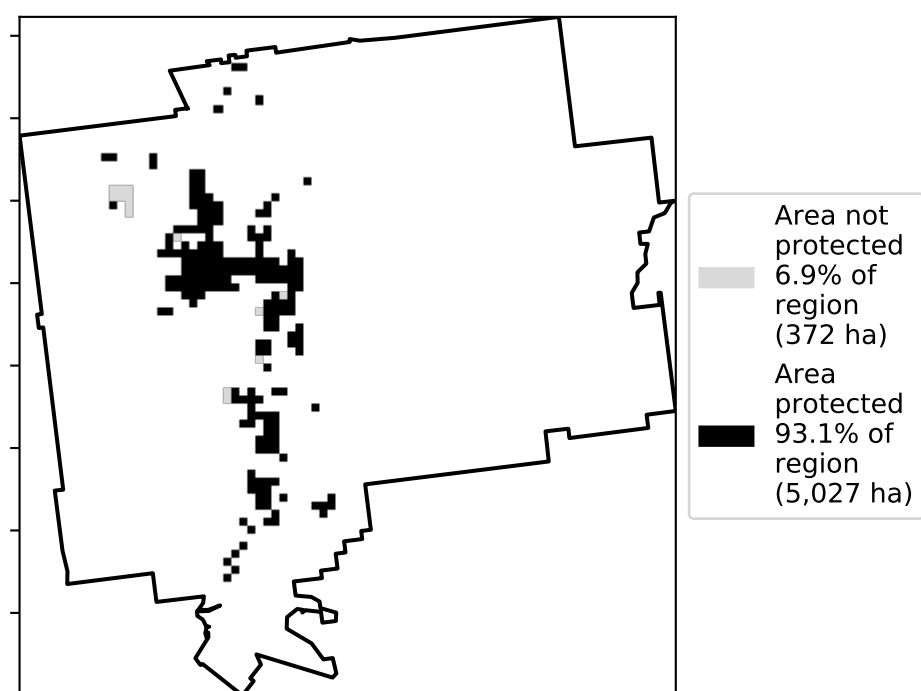 Area not
protected
6.9% of
region
(372 ha)
Area
protected
93.1% of
region
(5,027 ha)